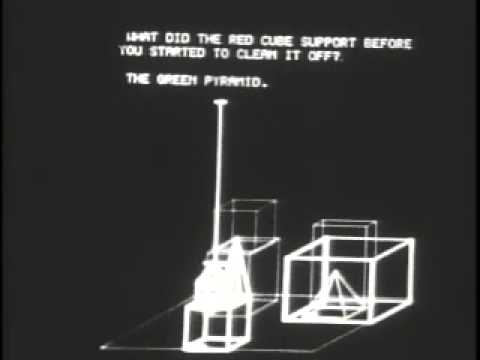 WHAT DID THE RED CUBE SUPPORT BEFORE
YOU STARTED TO CLEAN IT OFF?
THE GREEN PYRAMID.